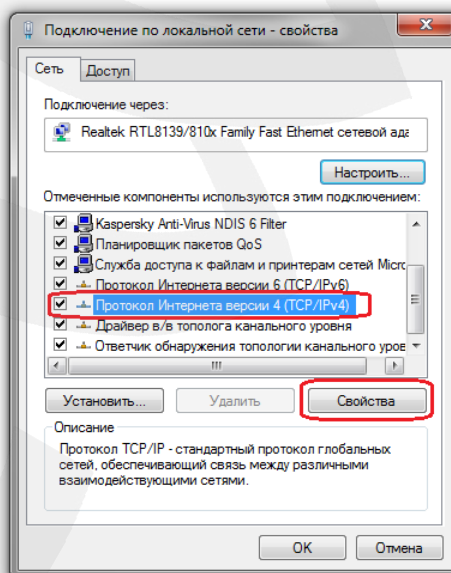 Подключение по локальной сети - свойства
Сеть Доступ
Подключение через:
Realtek RTL8139/810x Family Fast Ethernet сетевой ада
Настроить...
Отмеченные компоненты используются этим подключением:
Kaspersky Anti-Virus NDIS 6 Filter
Планировщик пакетов QoS
Служба доступа к файлам и принтерам сетей Micro
Протокол Интернета версии 6 (TCP/IPv6)
Протокол Интернета версии 4 (TCP/IPv4)
Драйвер в/в тополога канального уровня
Ответчик обнаружения топологии канального уров
Установить... Удалить Свойства
Описание
Протокол TCP/IP - стандартный протокол глобальных
сетей, обеспечивающий связь между различными
взаимодействующими сетями.
OK Отмена